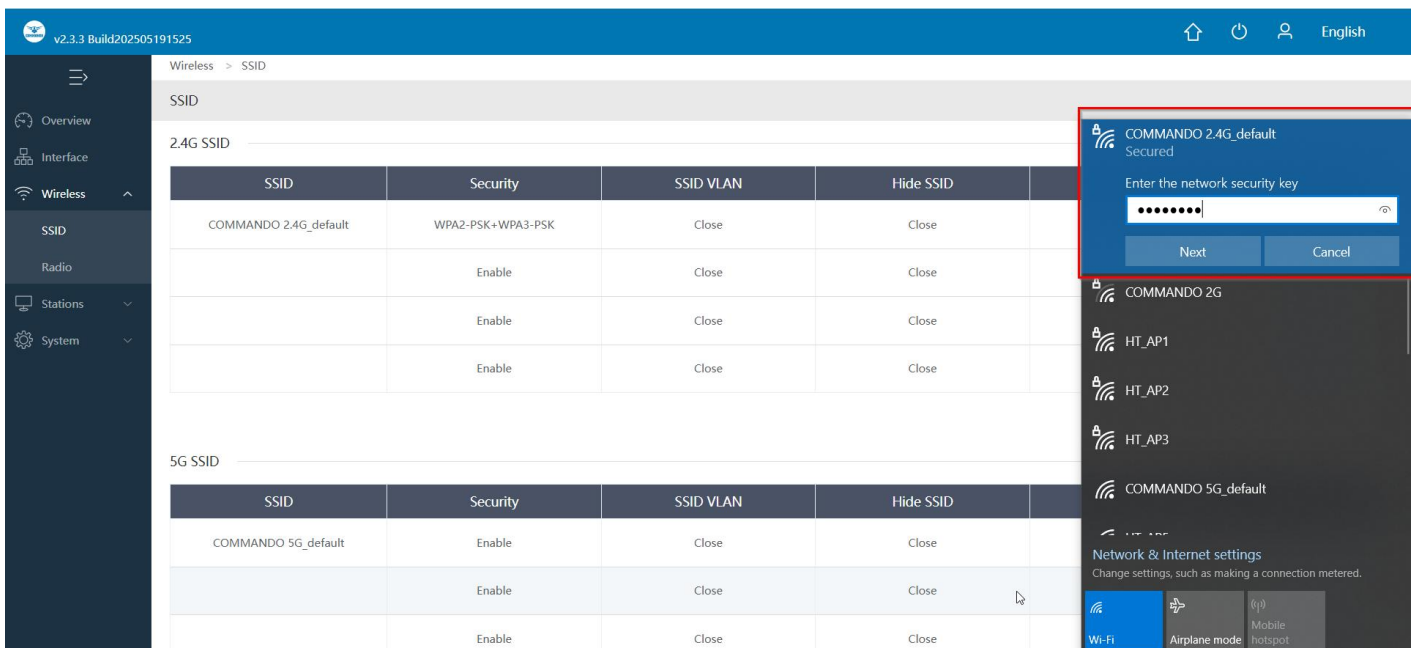 v2.3.3 Build202505191525
English
Wireless > SSID
SSID
Overview
Interface
Wireless
SSID
Radio
Stations
System
2.4G SSID
SSID Security SSID VLAN Hide SSID
COMMANDO 2.4G_default WPA2-PSK+WPA3-PSK Close Close
Enable Close Close
Enable Close Close
Enable Close Close
5G SSID
SSID Security SSID VLAN Hide SSID
COMMANDO 5G_default Enable Close Close
Enable Close Close
Enable Close Close
COMMANDO 2.4G_default
Secured
Enter the network security key
Next Cancel
COMMANDO 2G
HT_AP1
HT_AP2
HT_AP3
COMMANDO 5G_default
Network & Internet settings
Change settings, such as making a connection metered.
Wi-Fi
Airplane mode
Mobile hotspot